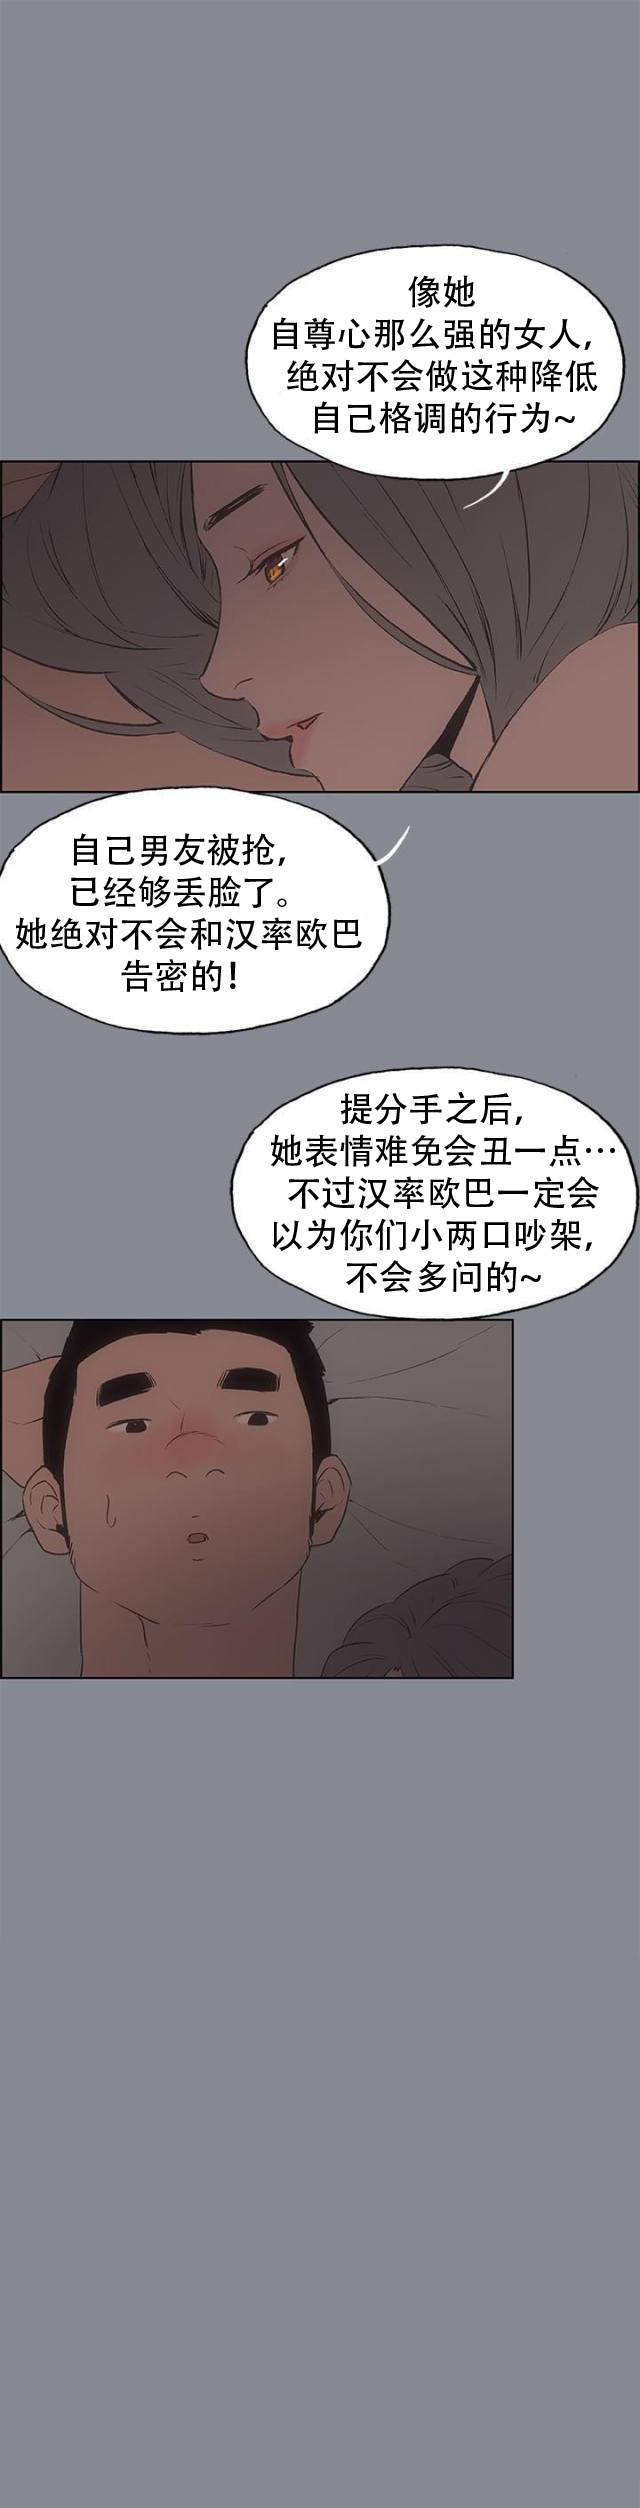 像她
自尊心那么强的女人,
绝对不会做这种降低
自己格调的行为~
自己男友被抢,
已经够丢脸了。
她绝对不会和汉率欧巴
告密的!
提分手之后,
她表情难免会丑一点…
不过汉率欧巴一定会
以为你们小两口吵架,
不会多问的~